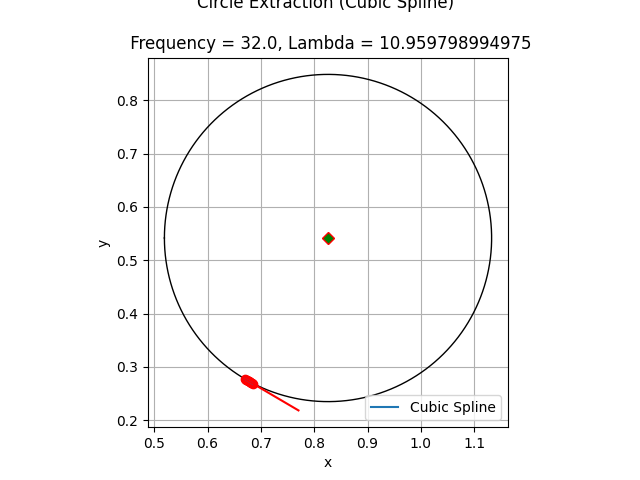 Circle Extraction (Cubic Spline)
Frequency = 32.0, Lambda = 10.959798994975
0.8
0.7
0.6
y
0.5
0.4
0.3
0.2
Cubic Spline
0.5 0.6 0.7 0.8 0.9 1.0 1.1
x